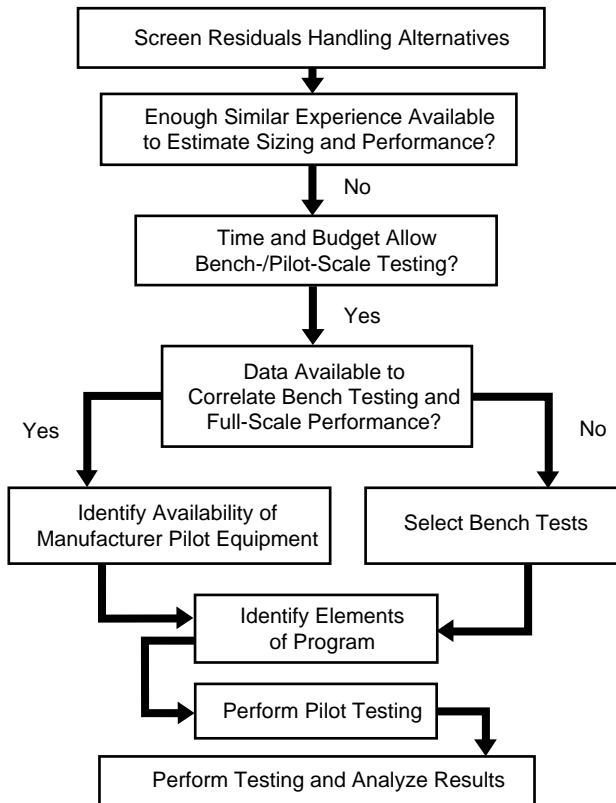 Screen Residuals Handling Alternatives
Enough Similar Experience Available
to Estimate Sizing and Performance?
No
Time and Budget Allow
Bench-/Pilot-Scale Testing?
Yes
Data Available to
Correlate Bench Testing and
Full-Scale Performance?
Yes
No
Identify Availability of
Manufacturer Pilot Equipment
Select Bench Tests
Identify Elements
of Program
Perform Pilot Testing
Perform Testing and Analyze Results